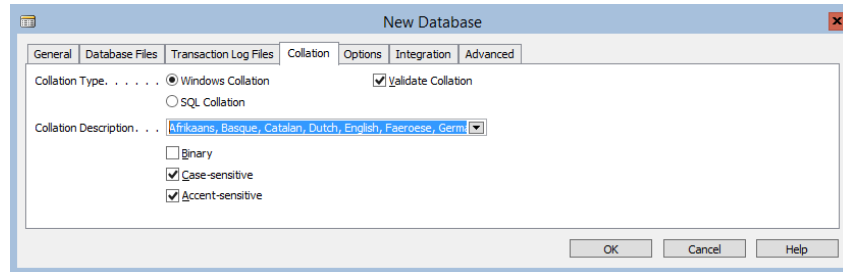 New Database
General Database Files Transaction Log Files Collation Options Integration Advanced
Collation Type. . . . . . Windows Collation Validate Collation
SQL Collation
Collation Description. . . Afrikaans, Basque, Catalan, Dutch, English, Faeroese, Germ
Binary
Case-sensitive
Accent-sensitive
OK Cancel Help